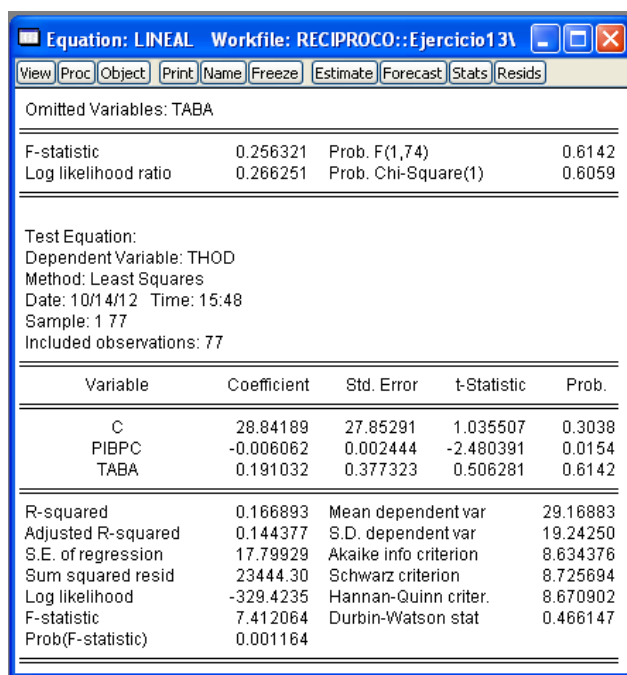 Equation: LINEAL Workfile: RECIPROCO::Ejercicio13\
View Proc Object Print Name Freeze Estimate Forecast Stats Resids
Omitted Variables: TABA
F-statistic 0.256321 Prob. F(1,74) 0.6142
Log likelihood ratio 0.266251 Prob. Chi-Square(1) 0.6059
Test Equation:
Dependent Variable: THOD
Method: Least Squares
Date: 10/14/12 Time: 15:48
Sample: 1 77
Included observations: 77
Variable Coefficient Std. Error t-Statistic Prob.
C 28.84189 27.85291 1.035507 0.3038
PIBPC -0.006062 0.002444 -2.480391 0.0154
TABA 0.191032 0.377323 0.506281 0.6142
R-squared 0.166893 Mean dependent var 29.16883
Adjusted R-squared 0.144377 S.D. dependent var 19.24250
S.E. of regression 17.79929 Akaike info criterion 8.634376
Sum squared resid 23444.30 Schwarz criterion 8.725694
Log likelihood -329.4235 Hannan-Quinn criter. 8.670902
F-statistic 7.412064 Durbin-Watson stat 0.466147
Prob(F-statistic) 0.001164